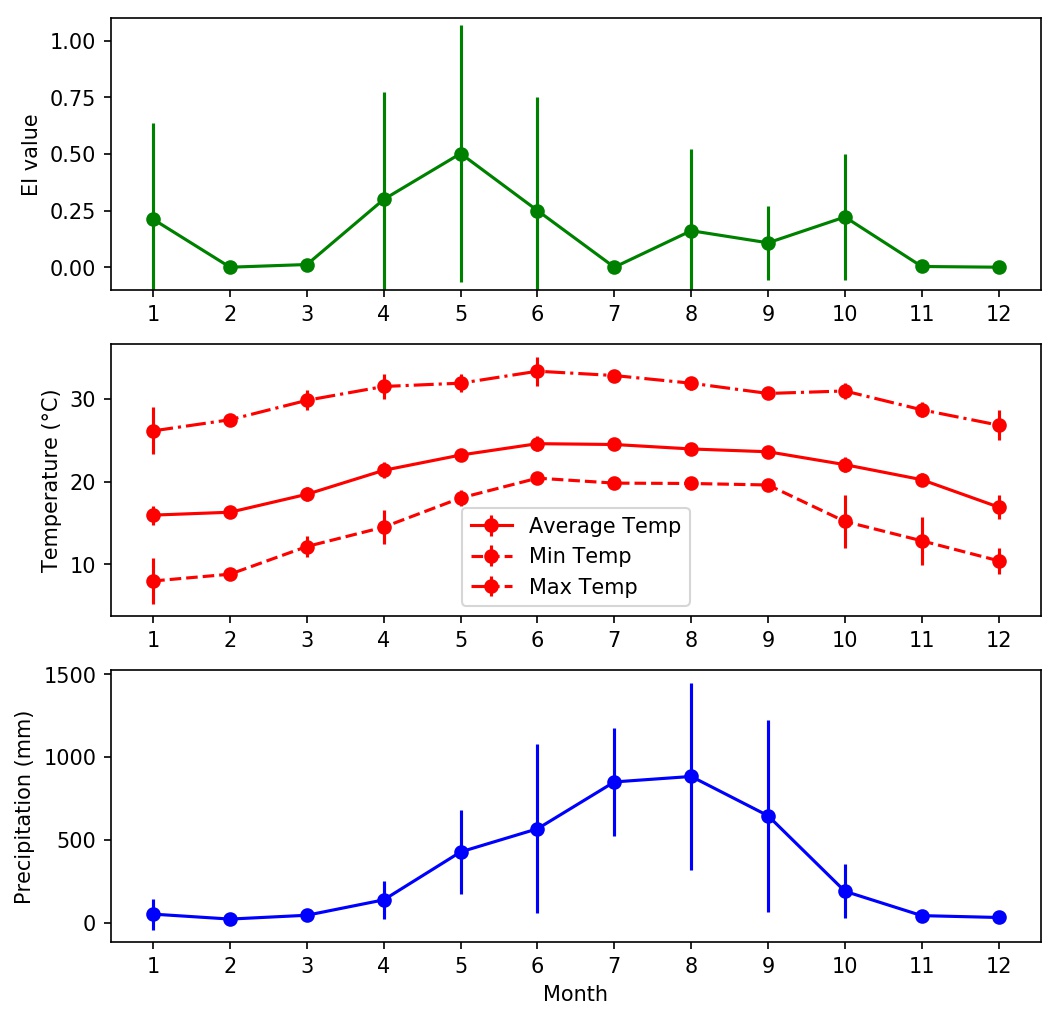 1.00
0.75
0.50
0.25
0.00
EI value
1 2 3 4 5 6 7 8 9 10 11 12
30
20
10
Temperature (°C)
Average Temp
Min Temp
Max Temp
1 2 3 4 5 6 7 8 9 10 11 12
1500
1000
500
0
Precipitation (mm)
1 2 3 4 5 6 7 8 9 10 11 12
Month